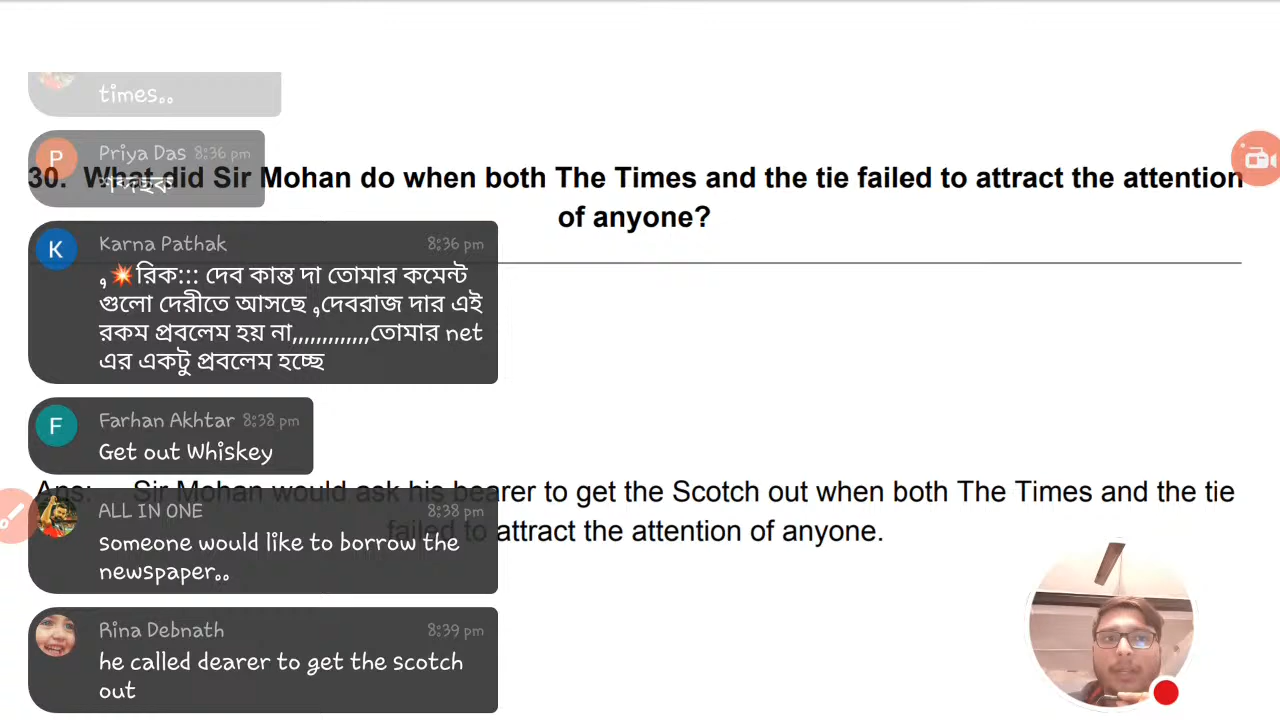 times..
Priya Das 8:36 pm
30. What did Sir Mohan do when both The Times and the tie failed to attract the attention
of anyone?
K
P
Karna Pathak 8:36 pm
,💥রিক::: দেব কান্ত দা তোমার কমেন্ট
গুলো দেরীতে আসছে ,দেবরাজ দার এই
রকম প্রবলেম হয় না,,,,,,,,,,,,,তোমার net
এর একটু প্রবলেম হচ্ছে
F
Farhan Akhtar 8:38 pm
Get out Whiskey
Ans: Sir Mohan would ask his bearer to get the Scotch out when both The Times and the tie
failed to attract the attention of anyone.
ALL IN ONE 8:38 pm
someone would like to borrow the
newspaper..
Rina Debnath 8:39 pm
he called dearer to get the scotch
out